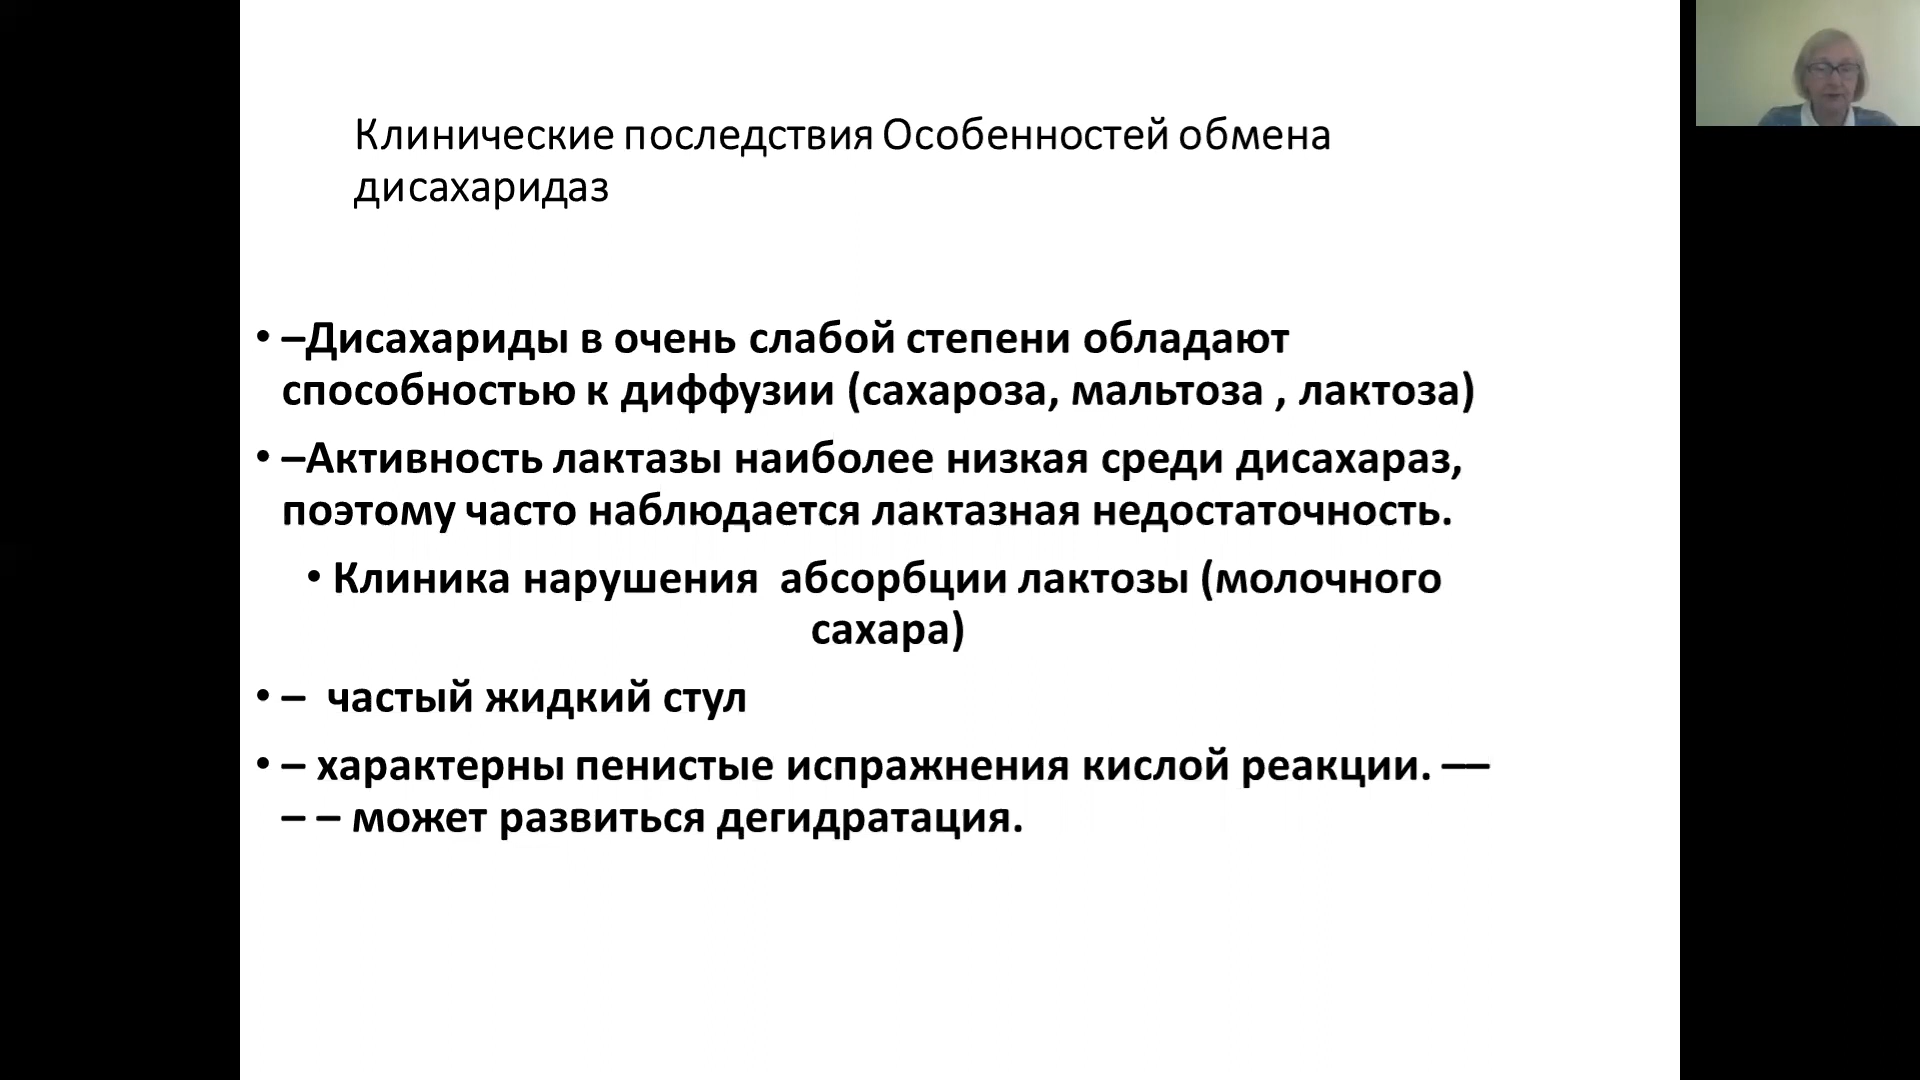 Клинические последствия Особенностей обмена
дисахаридаз
• –Дисахариды в очень слабой степени обладают
способностью к диффузии (сахароза, мальтоза , лактоза)
• –Активность лактазы наиболее низкая среди дисахараз,
поэтому часто наблюдается лактазная недостаточность.
• Клиника нарушения абсорбции лактозы (молочного
сахара)
• – частый жидкий стул
• – характерны пенистые испражнения кислой реакции. ––
– – может развиться дегидратация.